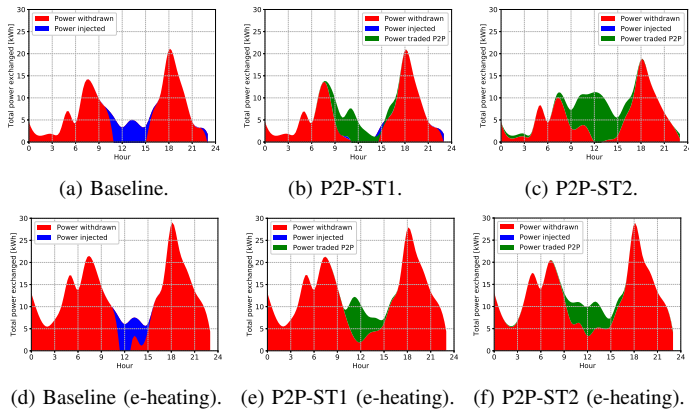 Total power exchanged [kWh]
30
25
20
15
10
5
0
Power withdrawn
Power injected
0 3 6 9 12 15 18 21 24
Hour
(a) Baseline.
Total power exchanged [kWh]
30
25
20
15
10
5
0
Power withdrawn
Power injected
Power traded P2P
0 3 6 9 12 15 18 21 24
Hour
(b) P2P-ST1.
Total power exchanged [kWh]
30
25
20
15
10
5
0
Power withdrawn
Power injected
Power traded P2P
0 3 6 9 12 15 18 21 24
Hour
(c) P2P-ST2.
Total power exchanged [kWh]
30
25
20
15
10
5
0
Power withdrawn
Power injected
0 3 6 9 12 15 18 21 24
Hour
(d) Baseline (e-heating).
Total power exchanged [kWh]
30
25
20
15
10
5
0
Power withdrawn
Power injected
Power traded P2P
0 3 6 9 12 15 18 21 24
Hour
(e) P2P-ST1 (e-heating).
Total power exchanged [kWh]
30
25
20
15
10
5
0
Power withdrawn
Power injected
Power traded P2P
0 3 6 9 12 15 18 21 24
Hour
(f) P2P-ST2 (e-heating).